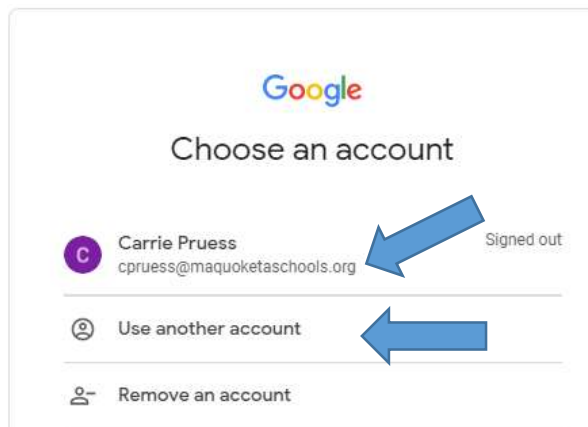 Google
Choose an account
C
Carrie Pruess
Signed out
cpruess@maquoketaschools.org
Use another account
Remove an account